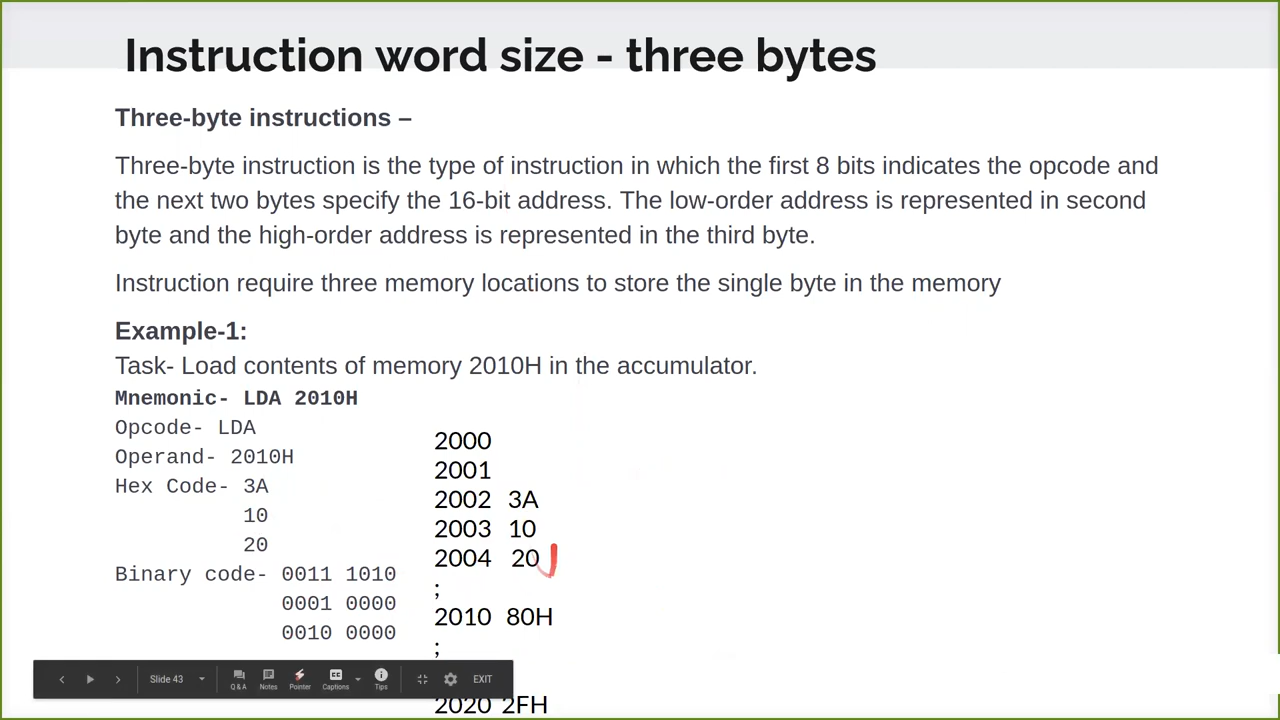 Instruction word size - three bytes
Three-byte instructions –
Three-byte instruction is the type of instruction in which the first 8 bits indicates the opcode and
the next two bytes specify the 16-bit address. The low-order address is represented in second
byte and the high-order address is represented in the third byte.
Instruction require three memory locations to store the single byte in the memory
Example-1:
Task- Load contents of memory 2010H in the accumulator.
Mnemonic- LDA 2010H
Opcode- LDA
Operand- 2010H
Hex Code- 3A
10
20
Binary code- 0011 1010
0001 0000
0010 0000
2000
2001
2002 3A
2003 10
2004 20
;
2010 80H
;
2020 2FH
Slide 43
Q & A
Notes
Pointer
Captions
Tips
EXIT